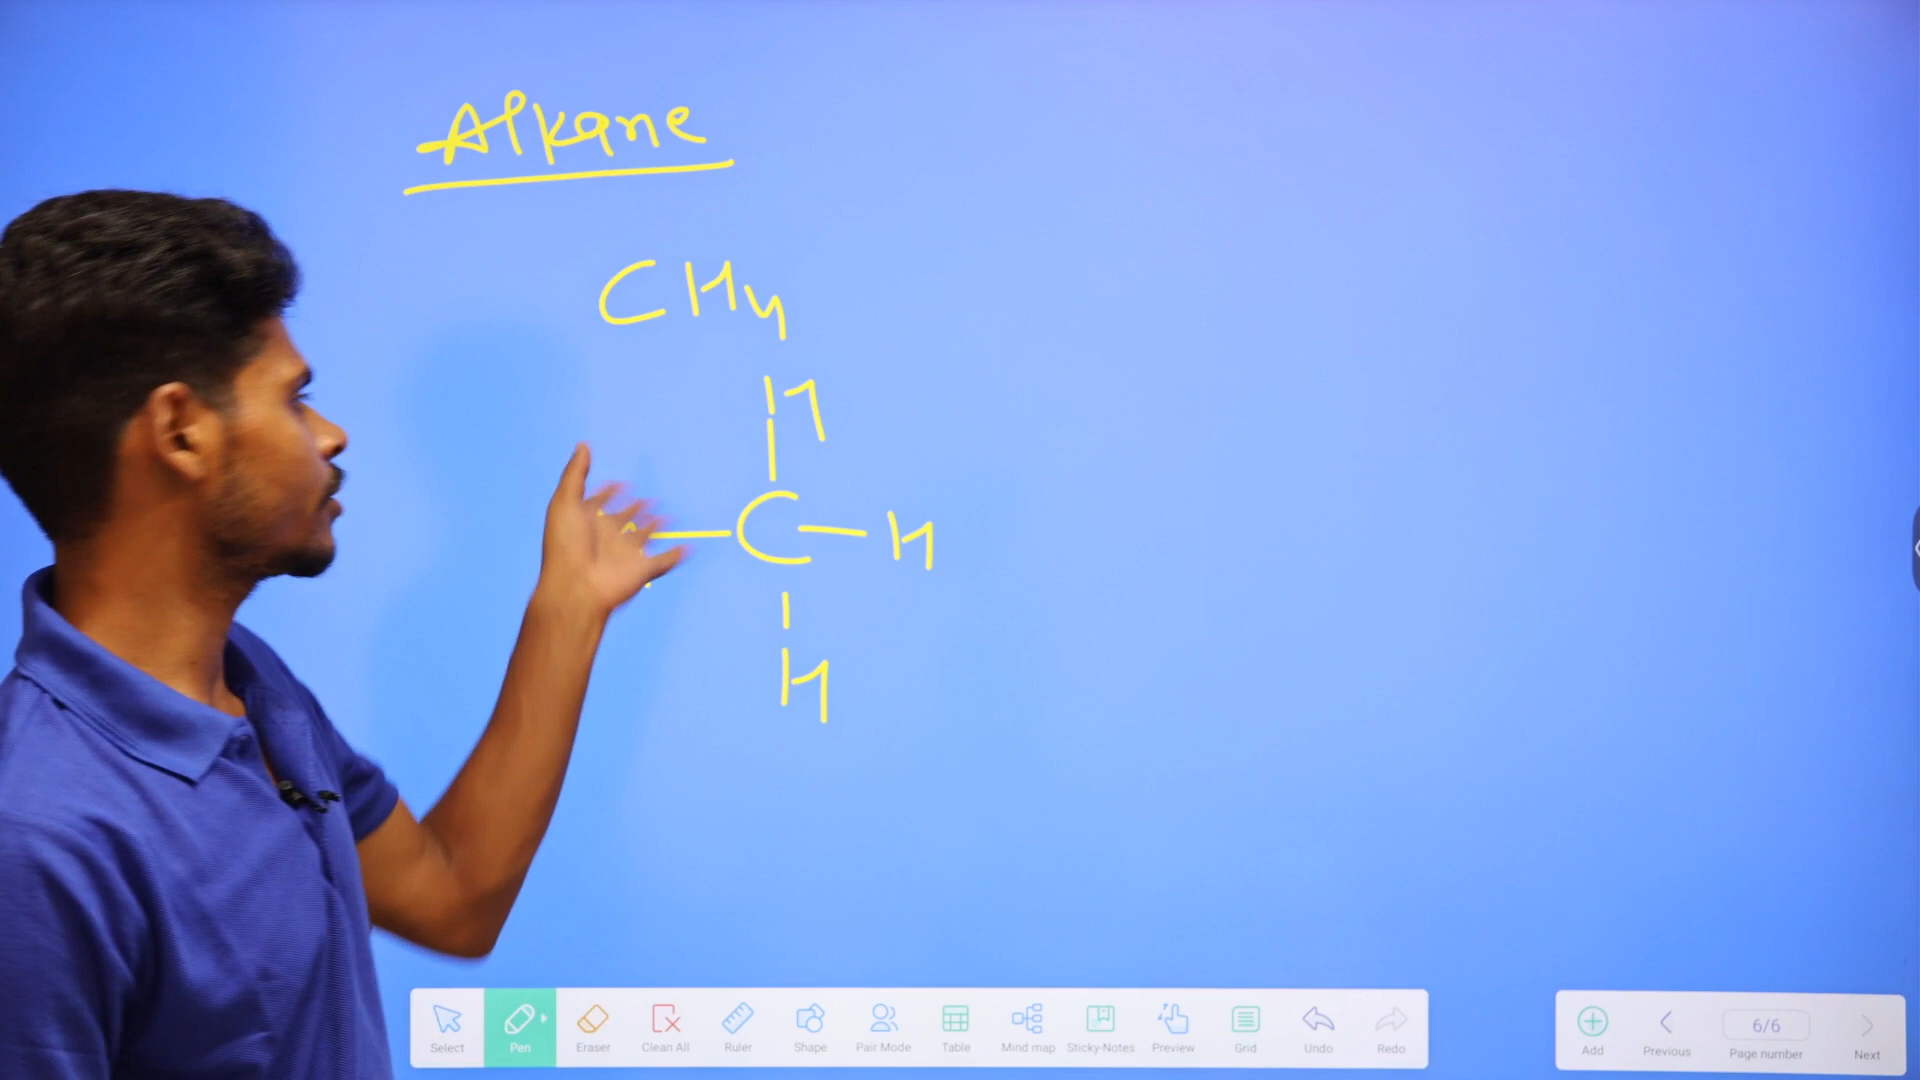 Alkane
CH4
H
C H
H
Select Pen Eraser Clean All Ruler Shape Pair Mode Table Mind map Sticky-Notes Preview Grid Undo Redo
Add Previous 6/6 Page number Next